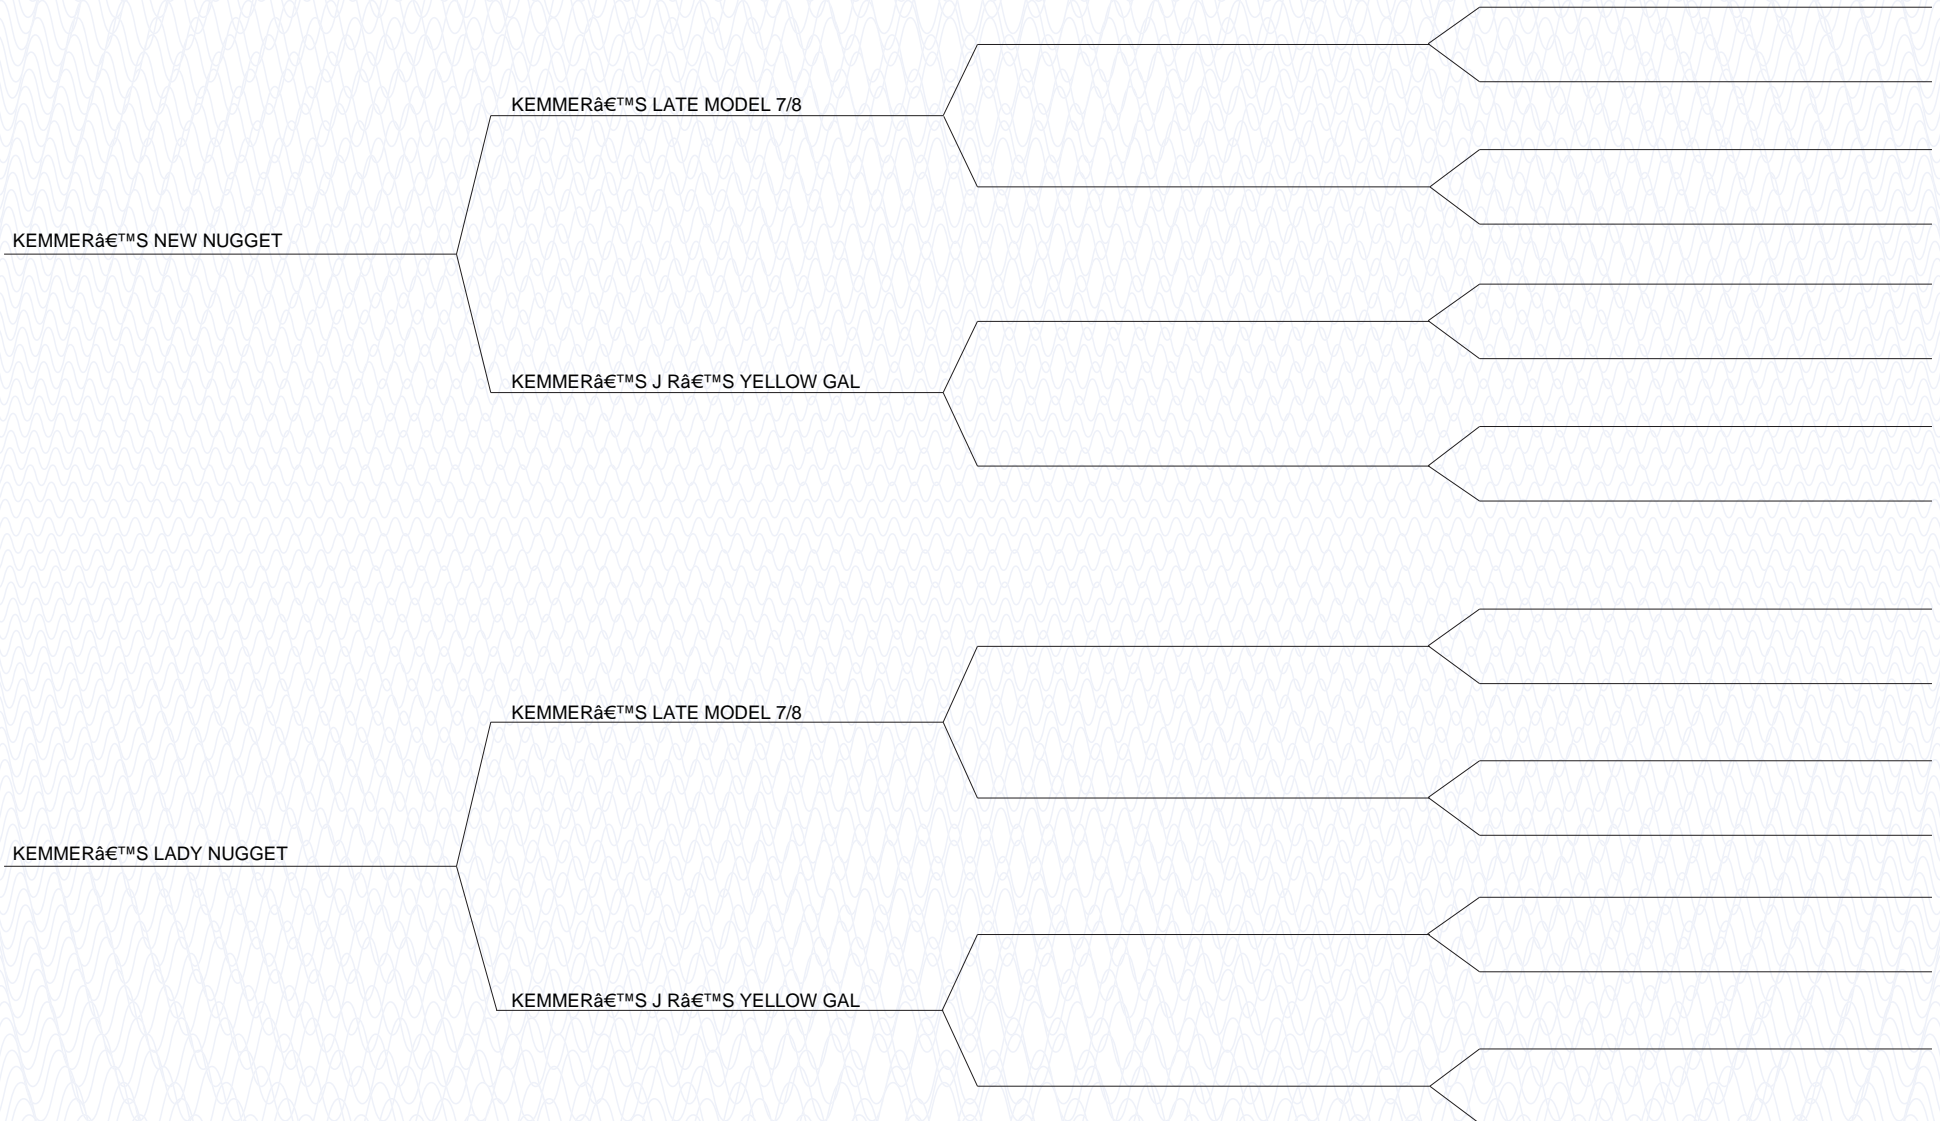 KEMMERâ€™S LATE MODEL 7/8
KEMMERâ€™S NEW NUGGET
KEMMERâ€™S J Râ€™S YELLOW GAL
KEMMERâ€™S LATE MODEL 7/8
KEMMERâ€™S LADY NUGGET
KEMMERâ€™S J Râ€™S YELLOW GAL